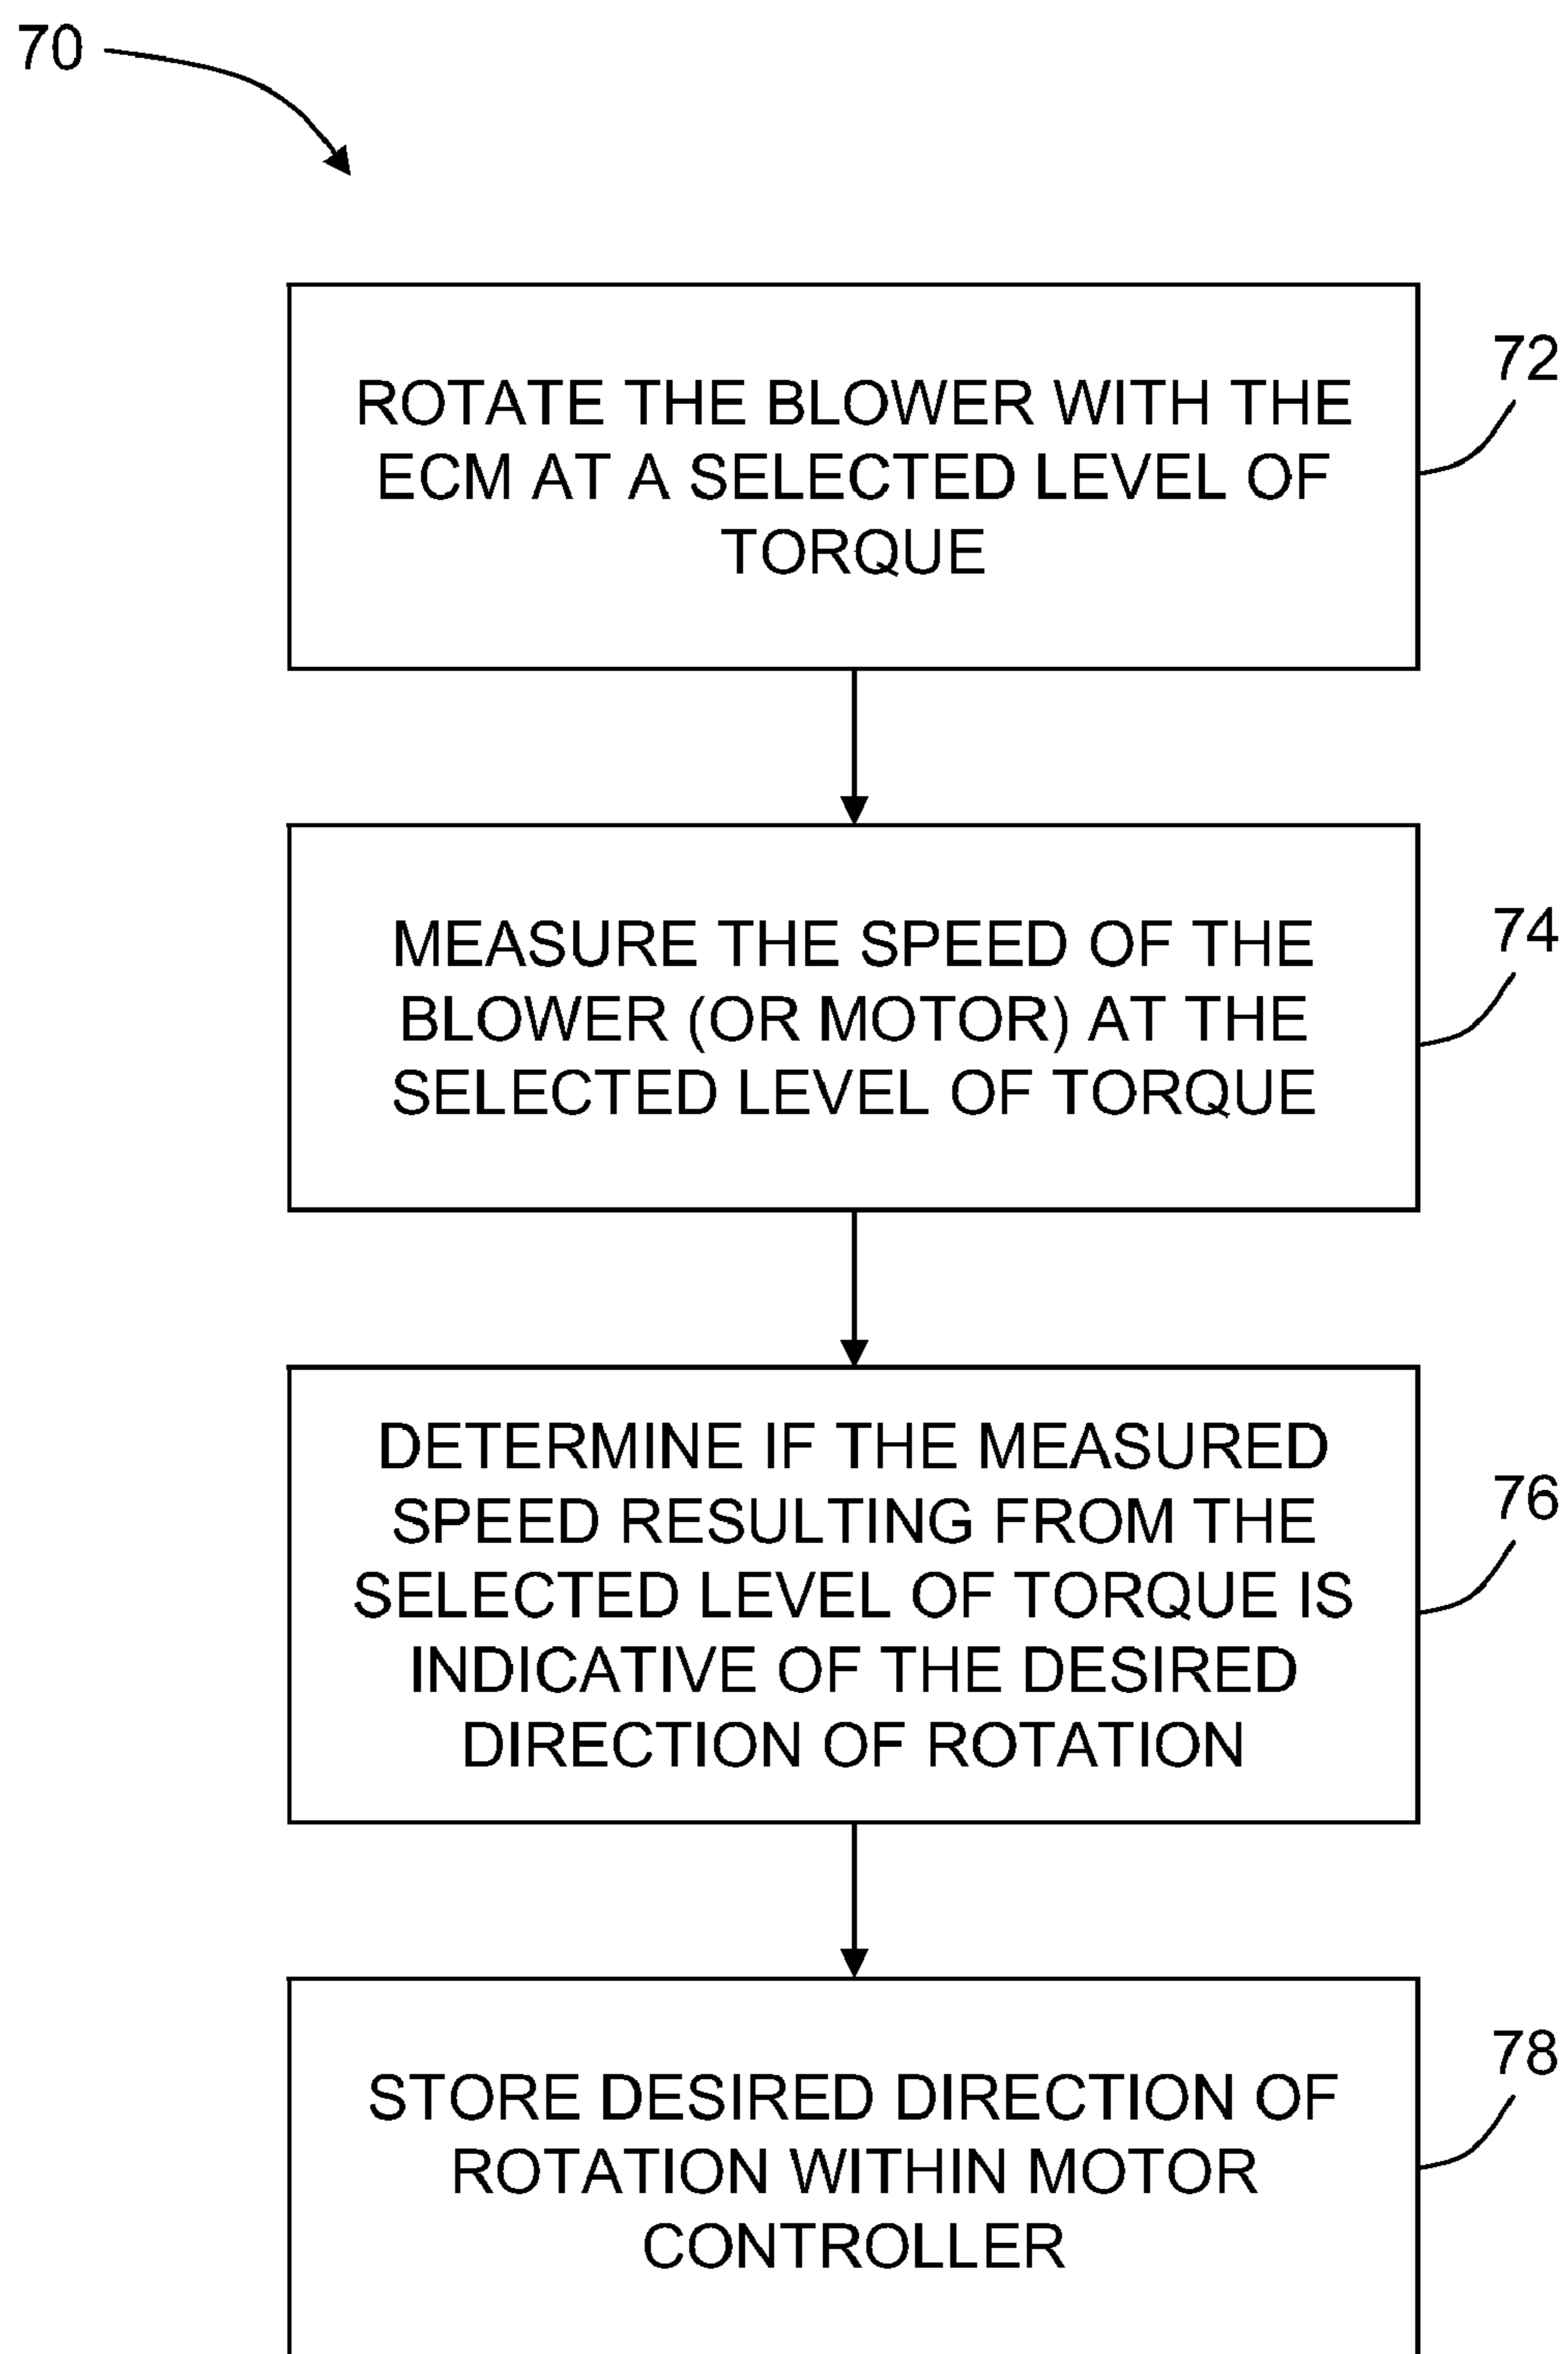 70
ROTATE THE BLOWER WITH THE
ECM AT A SELECTED LEVEL OF
TORQUE
72
MEASURE THE SPEED OF THE
BLOWER (OR MOTOR) AT THE
SELECTED LEVEL OF TORQUE
74
DETERMINE IF THE MEASURED
SPEED RESULTING FROM THE
SELECTED LEVEL OF TORQUE IS
INDICATIVE OF THE DESIRED
DIRECTION OF ROTATION
76
STORE DESIRED DIRECTION OF
ROTATION WITHIN MOTOR
CONTROLLER
78